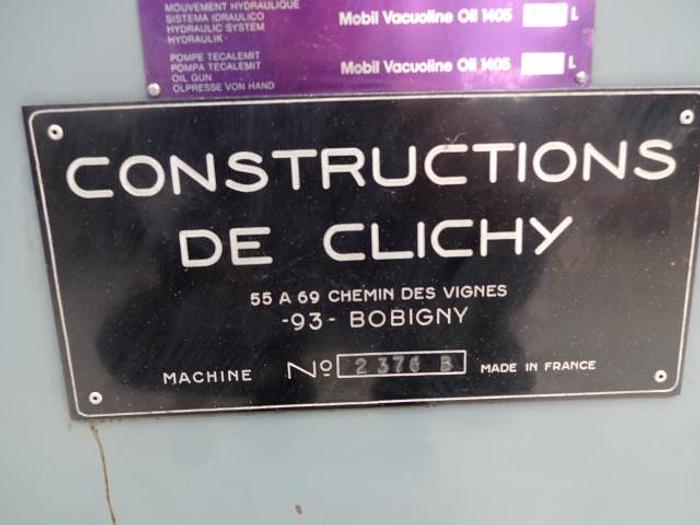 MOUVEMENT HYDRAULIQUE
SISTEMA IDRAULICO
HYDRAULIC SYSTEM
HYDRAULIK
Mobil Vacuoline Oil 1405 L
POMPE TECALEMIT
POMPA TECALEMIT
OIL GUN
OLPRESSE VON HAND
Mobil Vacuoline Oil 1405 L
CONSTRUCTIONS
DE CLICHY
55 A 69 CHEMIN DES VIGNES
-93- BOBIGNY
MACHINE Nº 2376 B MADE IN FRANCE